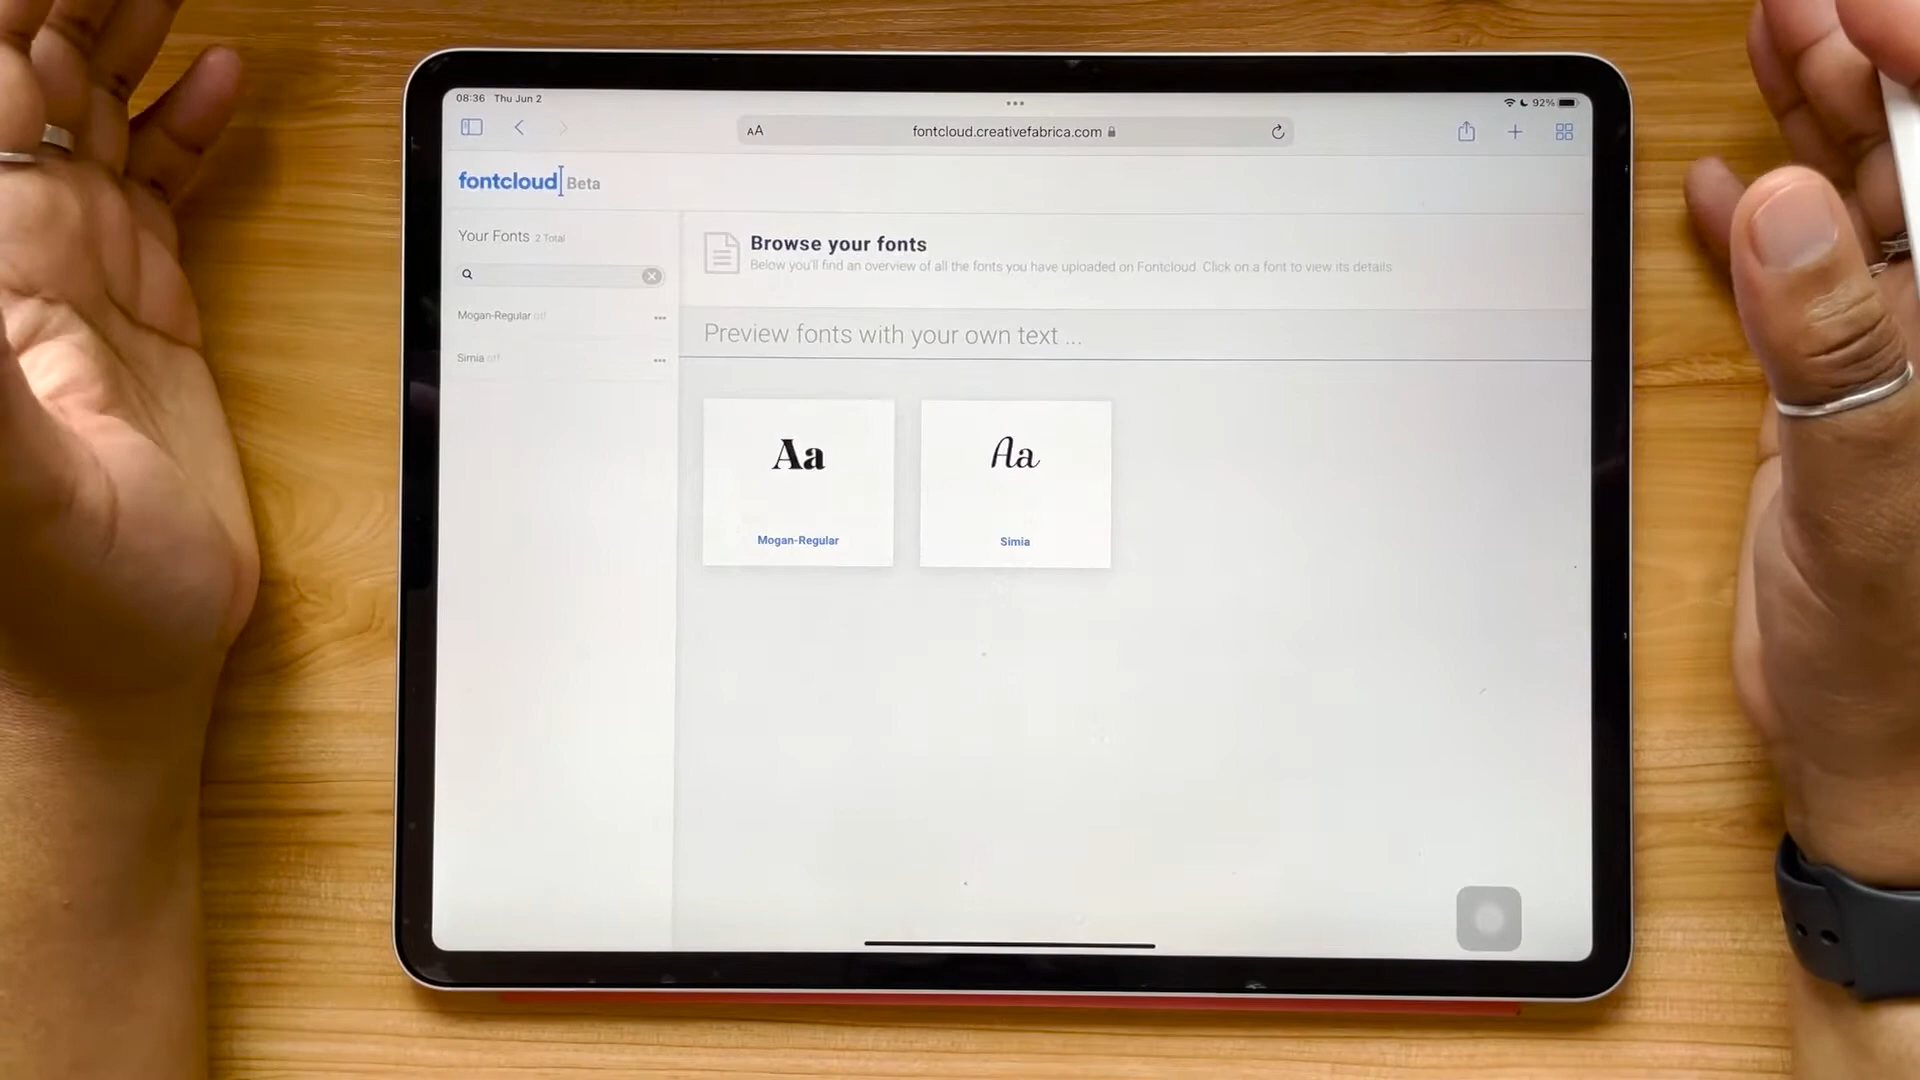 08:36 Thu Jun 2
92%
AA
fontcloud.creativefabrica.com
fontcloud Beta
Your Fonts 2 Total
Browse your fonts
Below you'll find an overview of all the fonts you have uploaded on Fontcloud. Click on a font to view its details
Mogan-Regular otf
Simia otf
Preview fonts with your own text ...
Aa
Aa
Mogan-Regular
Simia